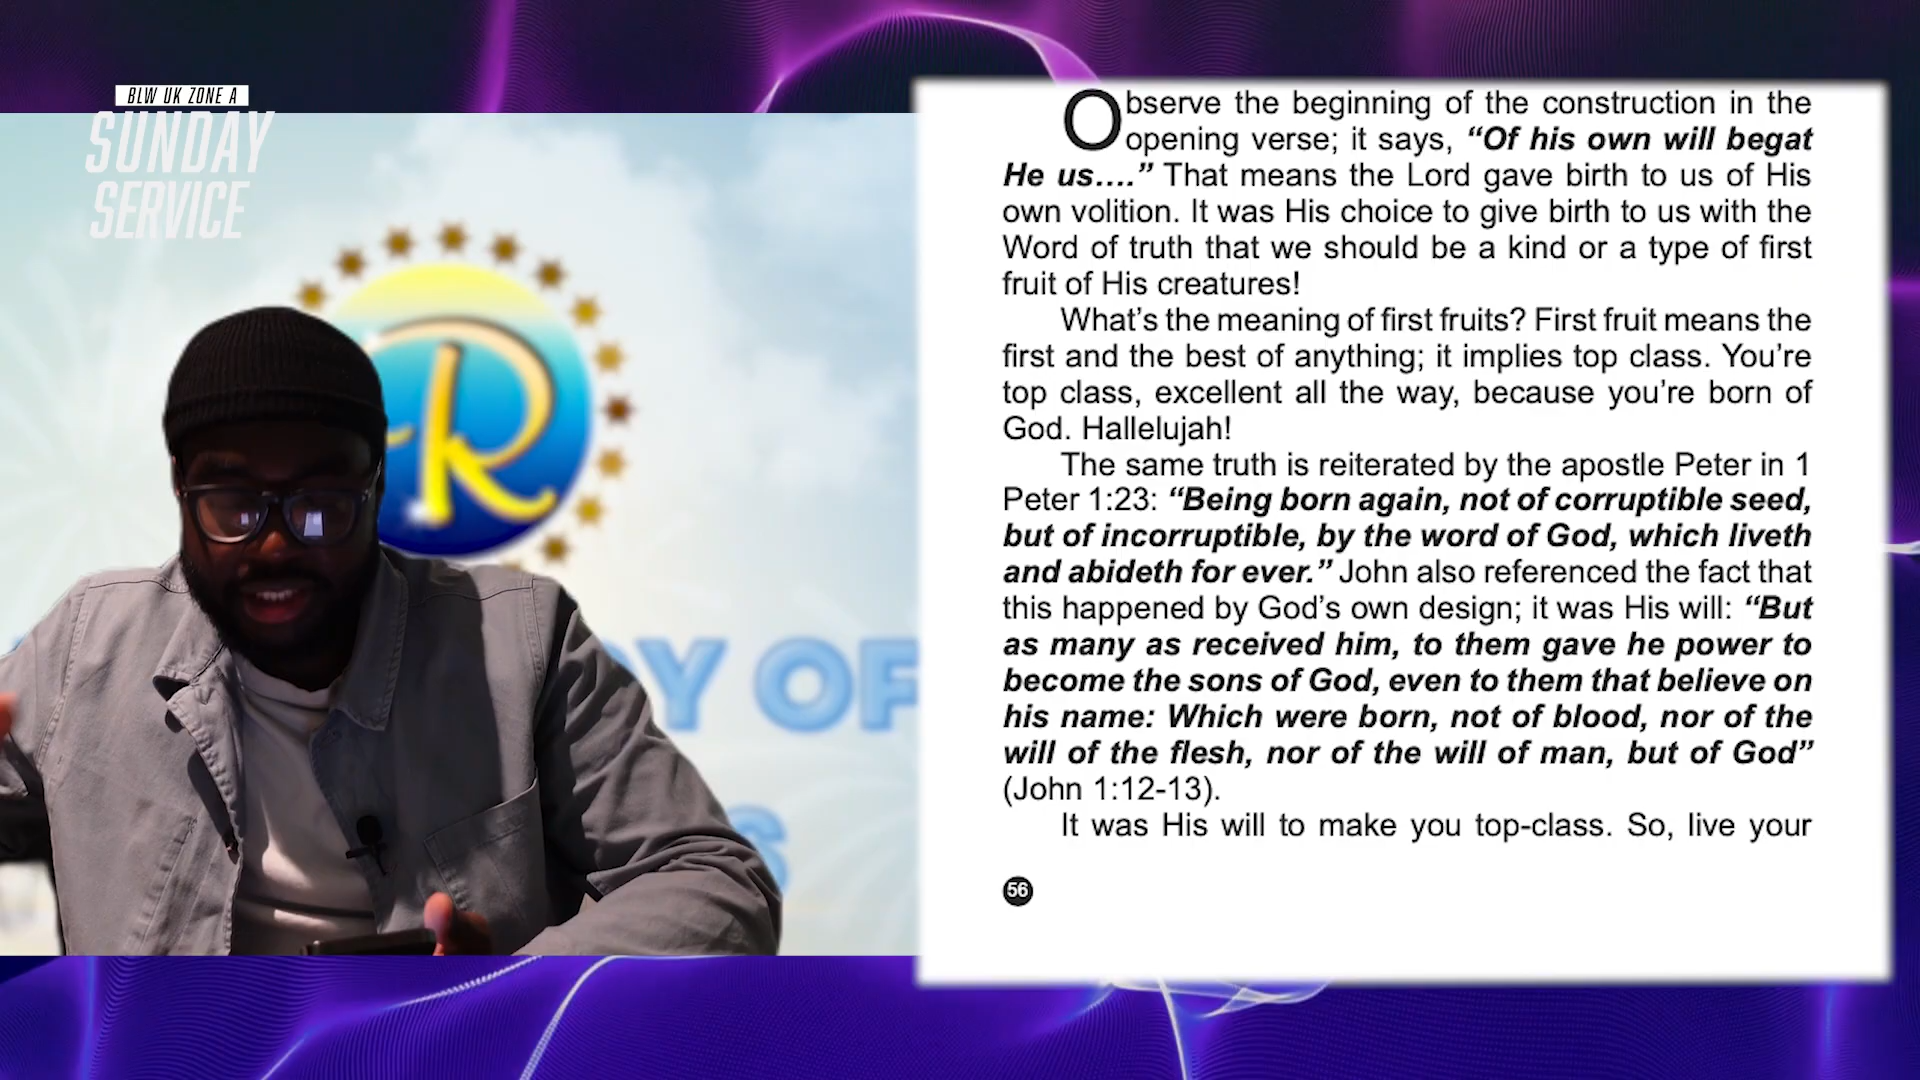 BLW UK ZONE A
SUNDAY
SERVICE
R
DY OF
S
Observe the beginning of the construction in the
opening verse; it says, “Of his own will begat
He us....” That means the Lord gave birth to us of His
own volition. It was His choice to give birth to us with the
Word of truth that we should be a kind or a type of first
fruit of His creatures!
What’s the meaning of first fruits? First fruit means the
first and the best of anything; it implies top class. You’re
top class, excellent all the way, because you’re born of
God. Hallelujah!
The same truth is reiterated by the apostle Peter in 1
Peter 1:23: “Being born again, not of corruptible seed,
but of incorruptible, by the word of God, which liveth
and abideth for ever.” John also referenced the fact that
this happened by God’s own design; it was His will: “But
as many as received him, to them gave he power to
become the sons of God, even to them that believe on
his name: Which were born, not of blood, nor of the
will of the flesh, nor of the will of man, but of God”
(John 1:12-13).
It was His will to make you top-class. So, live your
56